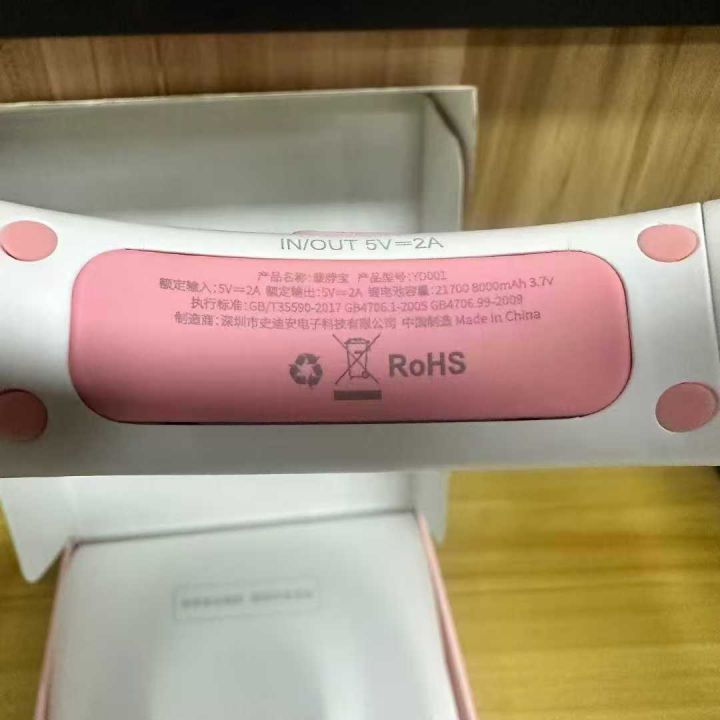 IN/OUT 5V⎓2A
产品名称: 产品型号:YD001
额定输入:5V⎓2A 额定输出:5V⎓2A 锂电池容量:21700 8000mAh 3.7V
执行标准:GB/T35590-2017 GB4706.1-2005 GB4706.99-2009
制造商:深圳市史迪安电子科技有限公司 中国制造 Made in China
RoHS